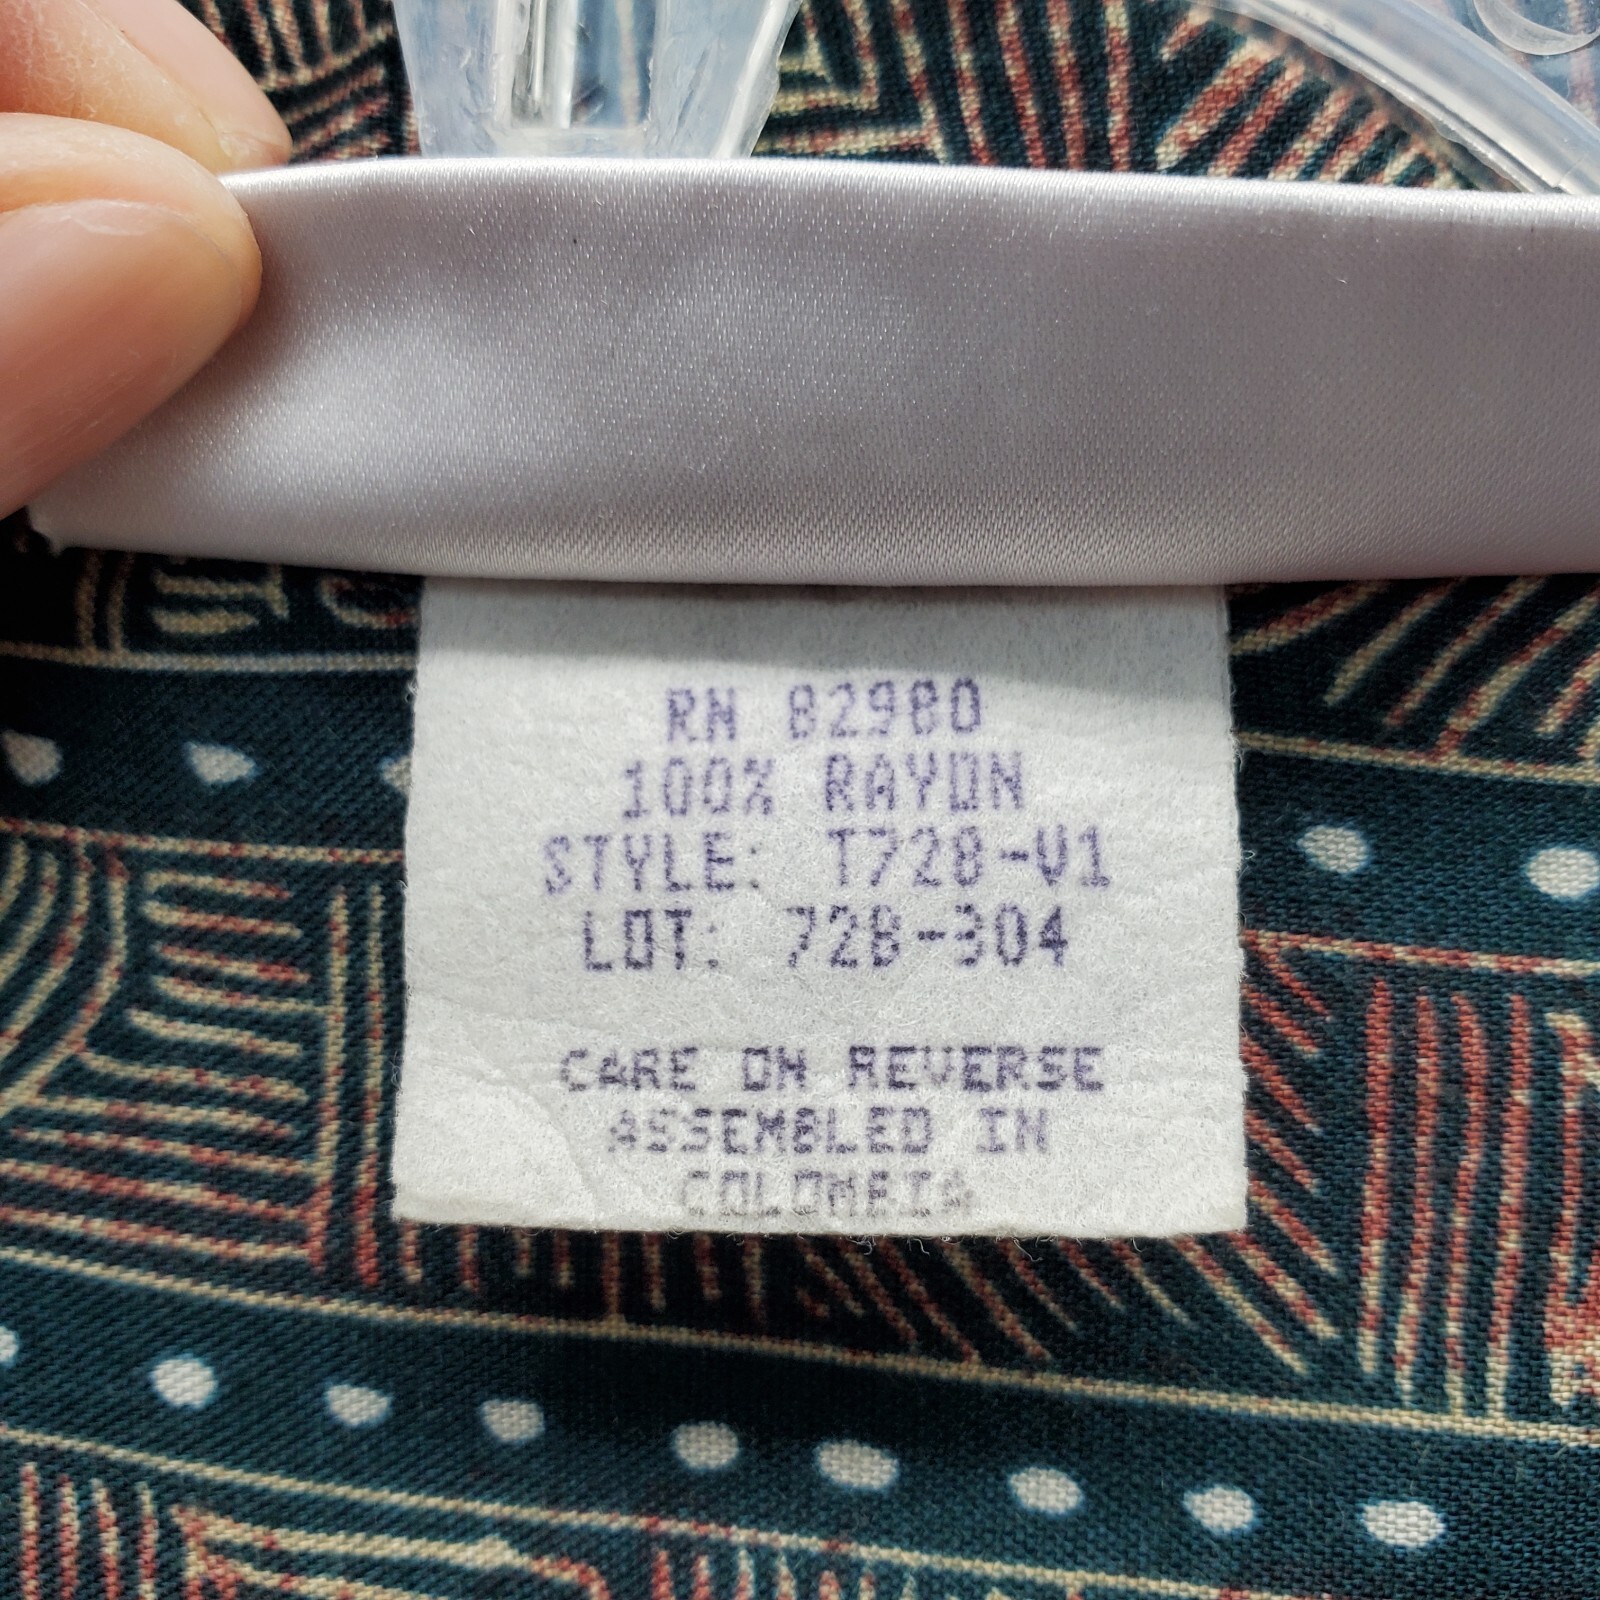 RN 82980
100% RAYON
STYLE: T728-V1
LOT: 728-304
CARE ON REVERSE
ASSEMBLED IN
COLOMBIA